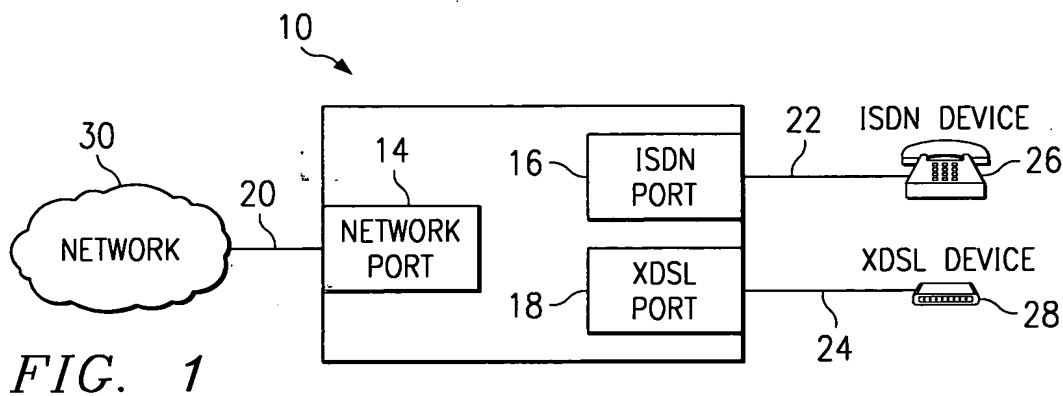 10
30
NETWORK
20
14
NETWORK
PORT
16
ISDN
PORT
22
ISDN DEVICE
26
18
XDSL
PORT
24
XDSL DEVICE
28
FIG. 1